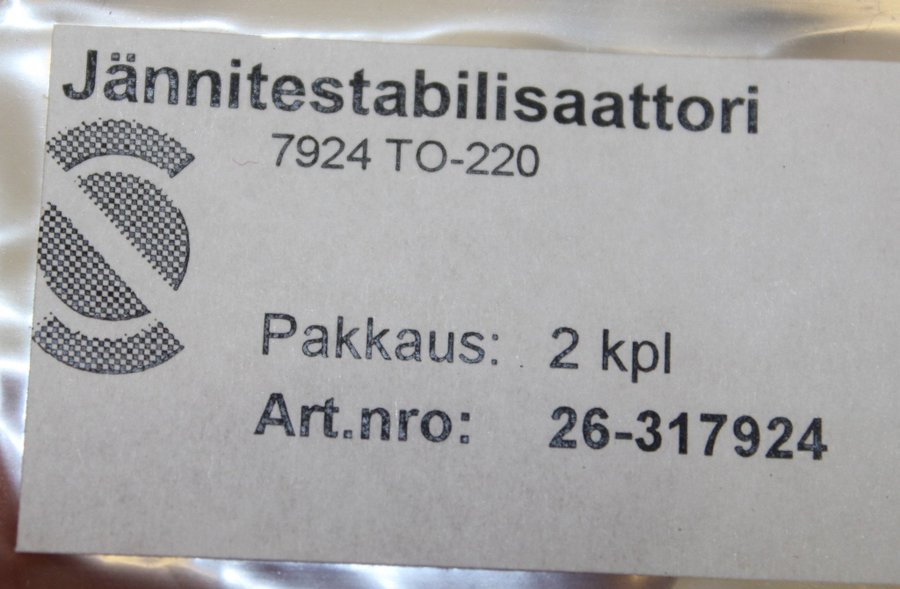 Jännitestabilisaattori
7924 TO-220
Pakkaus: 2 kpl
Art.nro: 26-317924